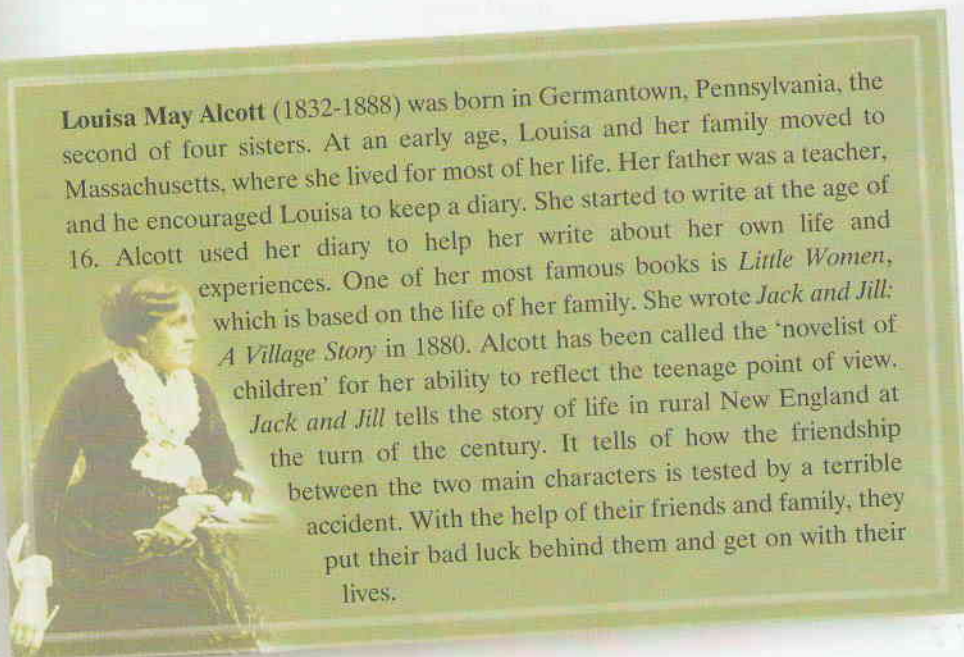 Louisa May Alcott (1832-1888) was born in Germantown, Pennsylvania, the
second of four sisters. At an early age, Louisa and her family moved to
Massachusetts, where she lived for most of her life. Her father was a teacher,
and he encouraged Louisa to keep a diary. She started to write at the age of
16. Alcott used her diary to help her write about her own life and
experiences. One of her most famous books is Little Women,
which is based on the life of her family. She wrote Jack and Jill:
A Village Story in 1880. Alcott has been called the ‘novelist of
children’ for her ability to reflect the teenage point of view.
Jack and Jill tells the story of life in rural New England at
the turn of the century. It tells of how the friendship
between the two main characters is tested by a terrible
accident. With the help of their friends and family, they
put their bad luck behind them and get on with their
lives.